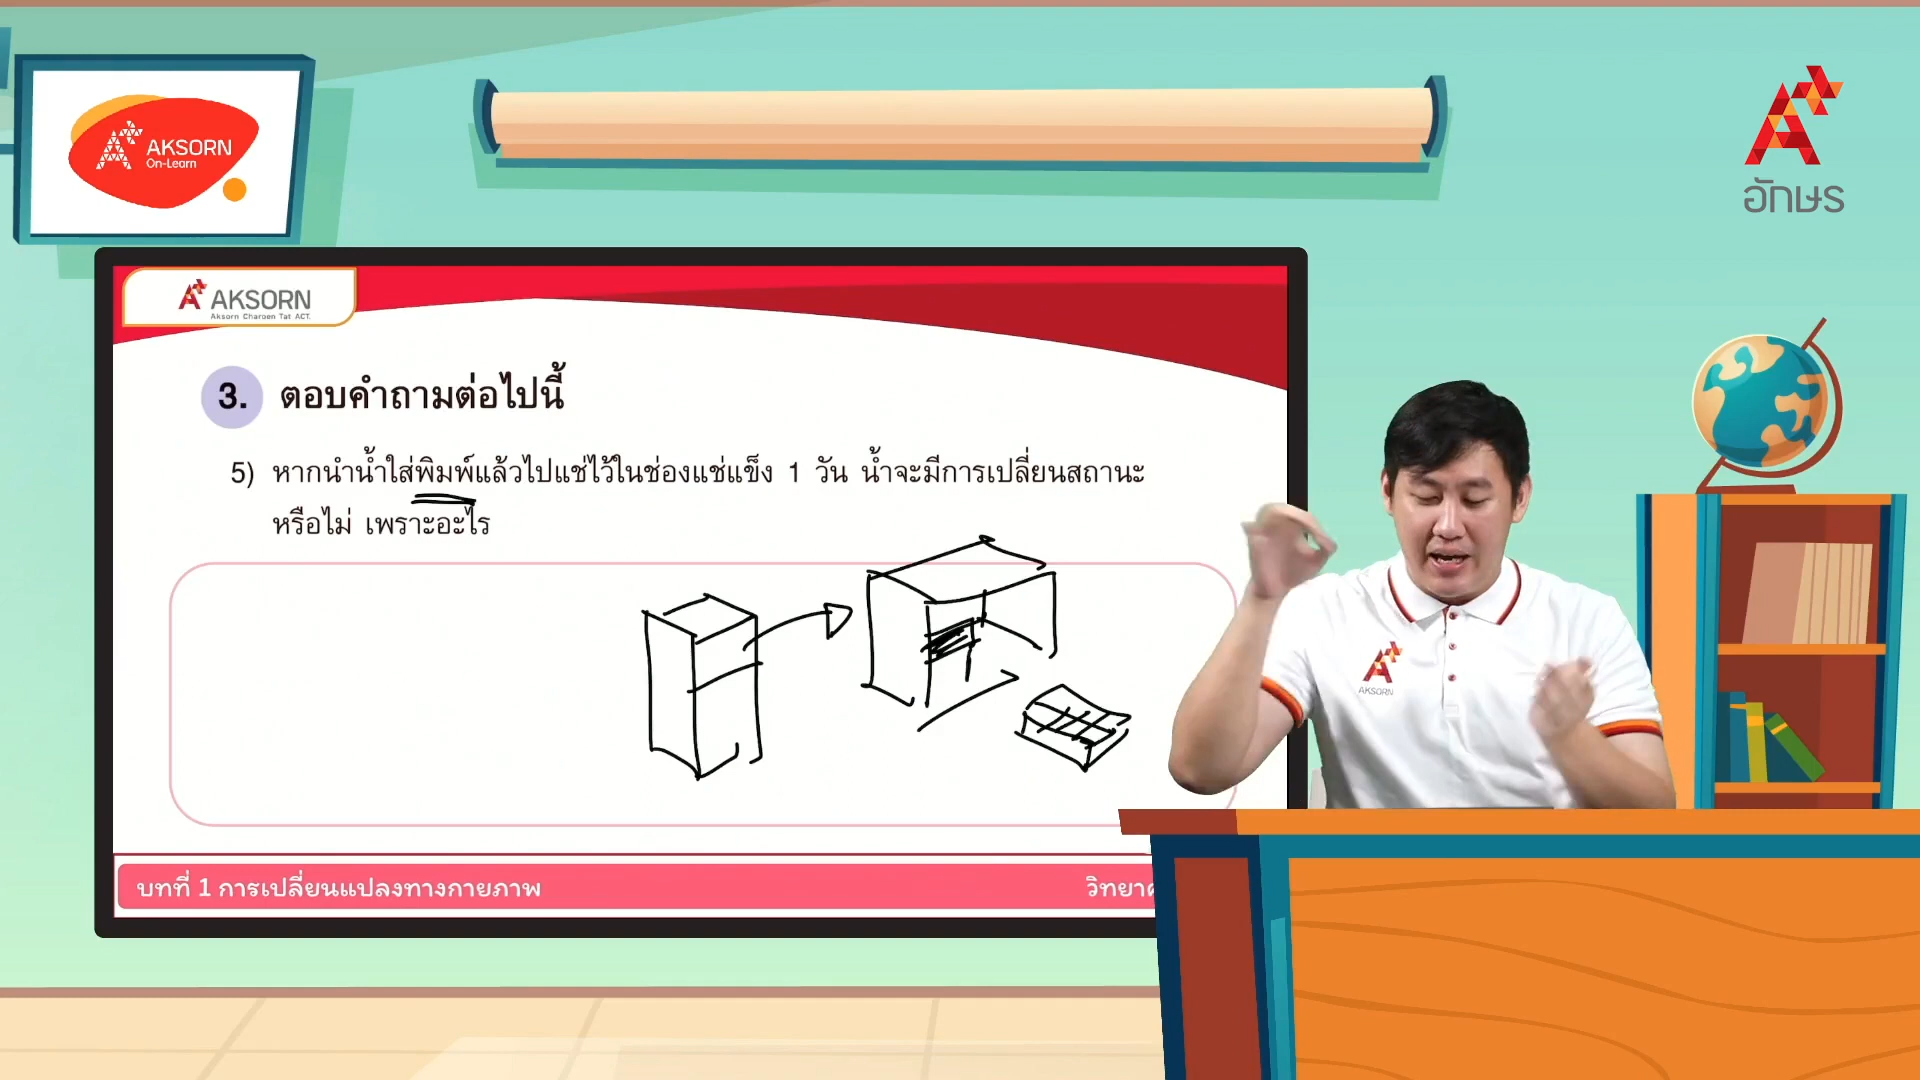 AKSORN
On-Learn
อักษร
AKSORN
Aksorn Charoen Tat ACT.
3. ตอบคำถามต่อไปนี้
5) หากนำน้ำใส่พิมพ์แล้วไปแช่ไว้ในช่องแช่แข็ง 1 วัน น้ำจะมีการเปลี่ยนสถานะ
หรือไม่ เพราะอะไร
AKSORN
บทที่ 1 การเปลี่ยนแปลงทางกายภาพ